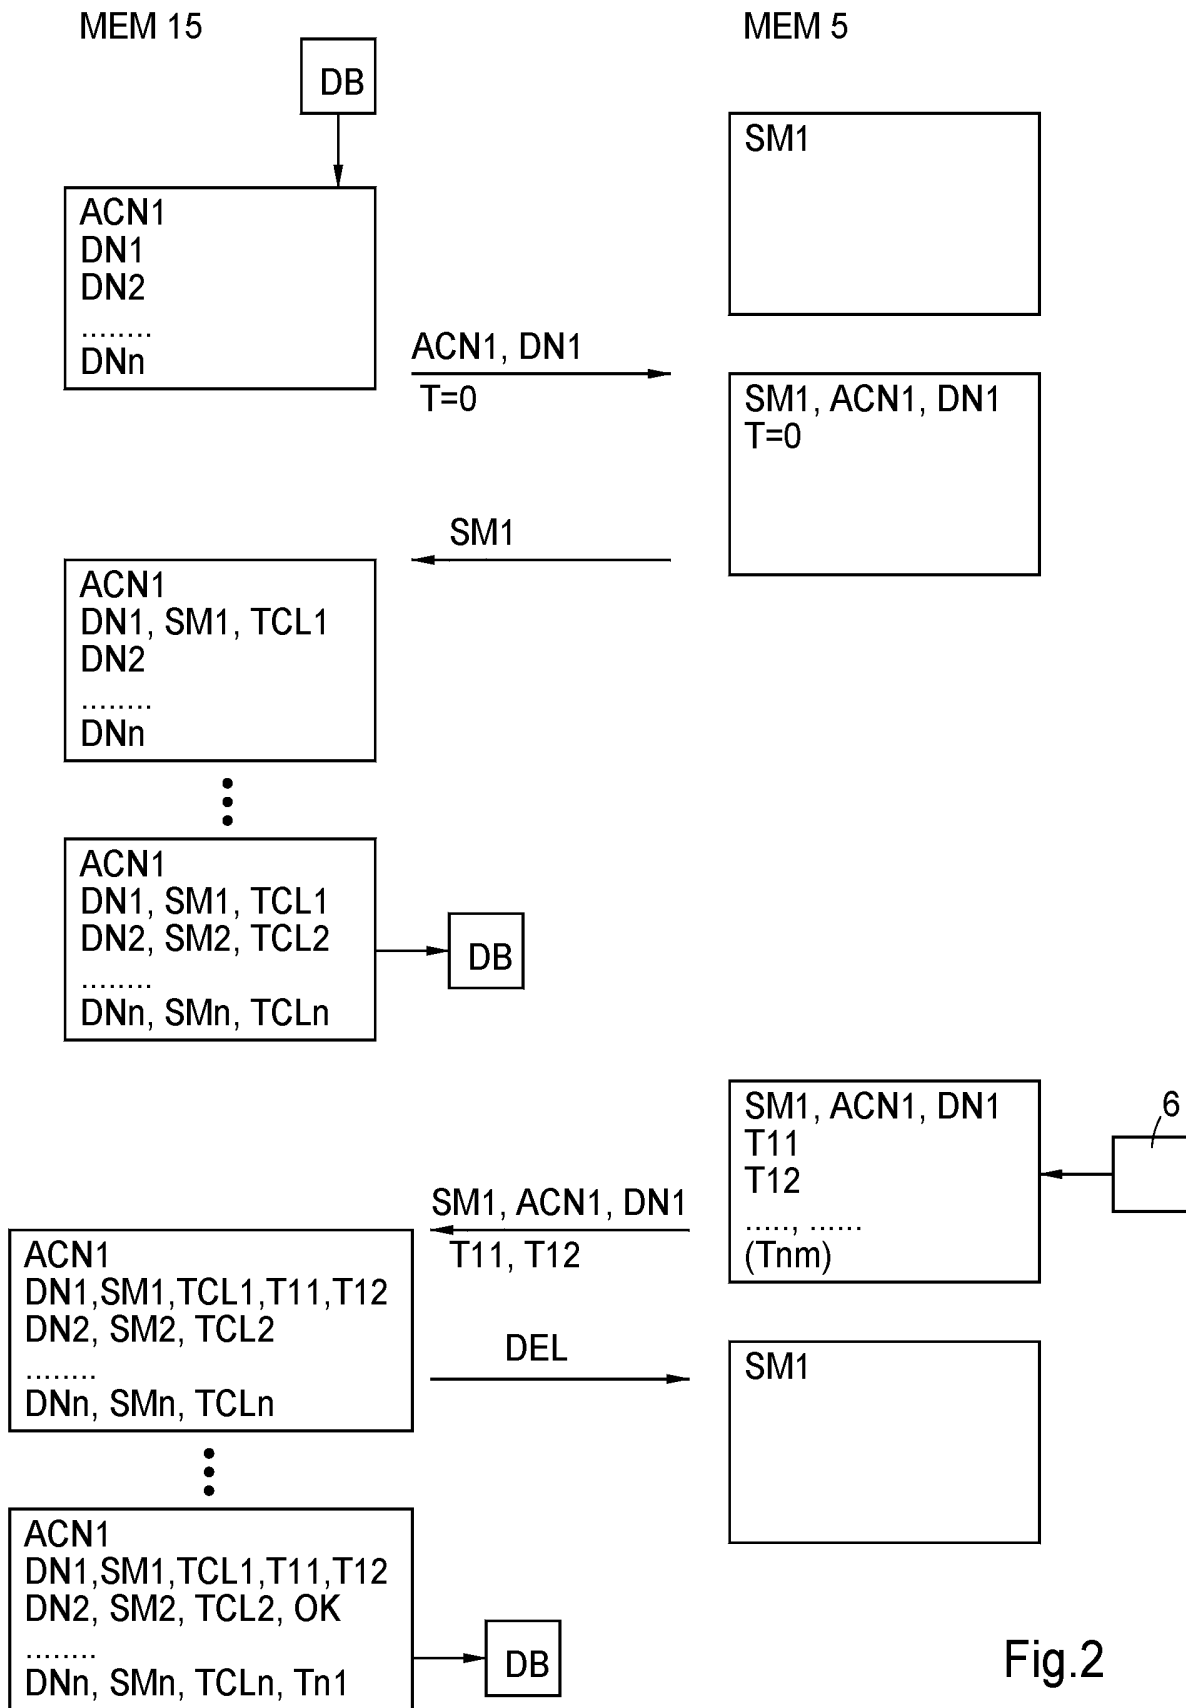 MEM 15
MEM 5
DB
SM1
ACN1
DN1
DN2
........
DNn
ACN1, DN1
T=0
SM1, ACN1, DN1
T=0
SM1
ACN1
DN1, SM1, TCL1
DN2
........
DNn
ACN1
DN1, SM1, TCL1
DN2, SM2, TCL2
........
DNn, SMn, TCLn
DB
SM1, ACN1, DN1
T11
T12
....., ......
(Tnm)
6
SM1, ACN1, DN1
T11, T12
ACN1
DN1,SM1,TCL1,T11,T12
DN2, SM2, TCL2
........
DNn, SMn, TCLn
DEL
SM1
ACN1
DN1,SM1,TCL1,T11,T12
DN2, SM2, TCL2, OK
........
DNn, SMn, TCLn, Tn1
DB
Fig.2